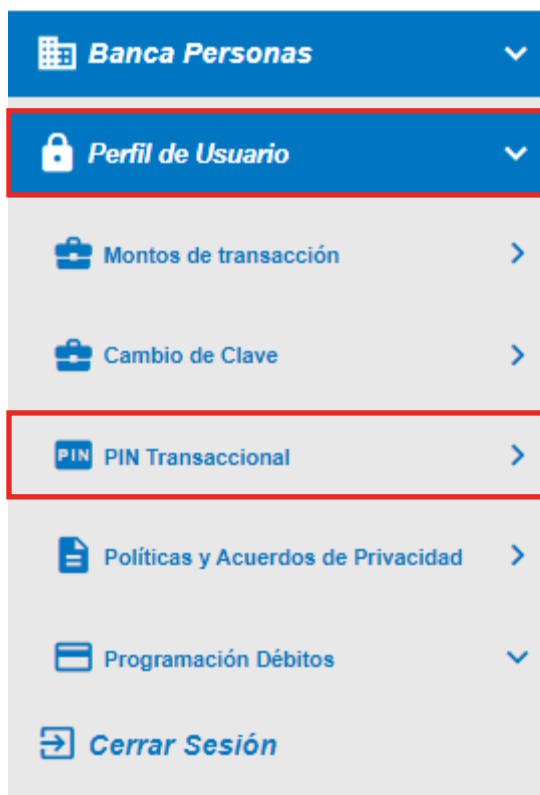 Banca Personas
Perfil de Usuario
Montos de transacción
Cambio de Clave
PIN PIN Transaccional
Políticas y Acuerdos de Privacidad
Programación Débitos
Cerrar Sesión